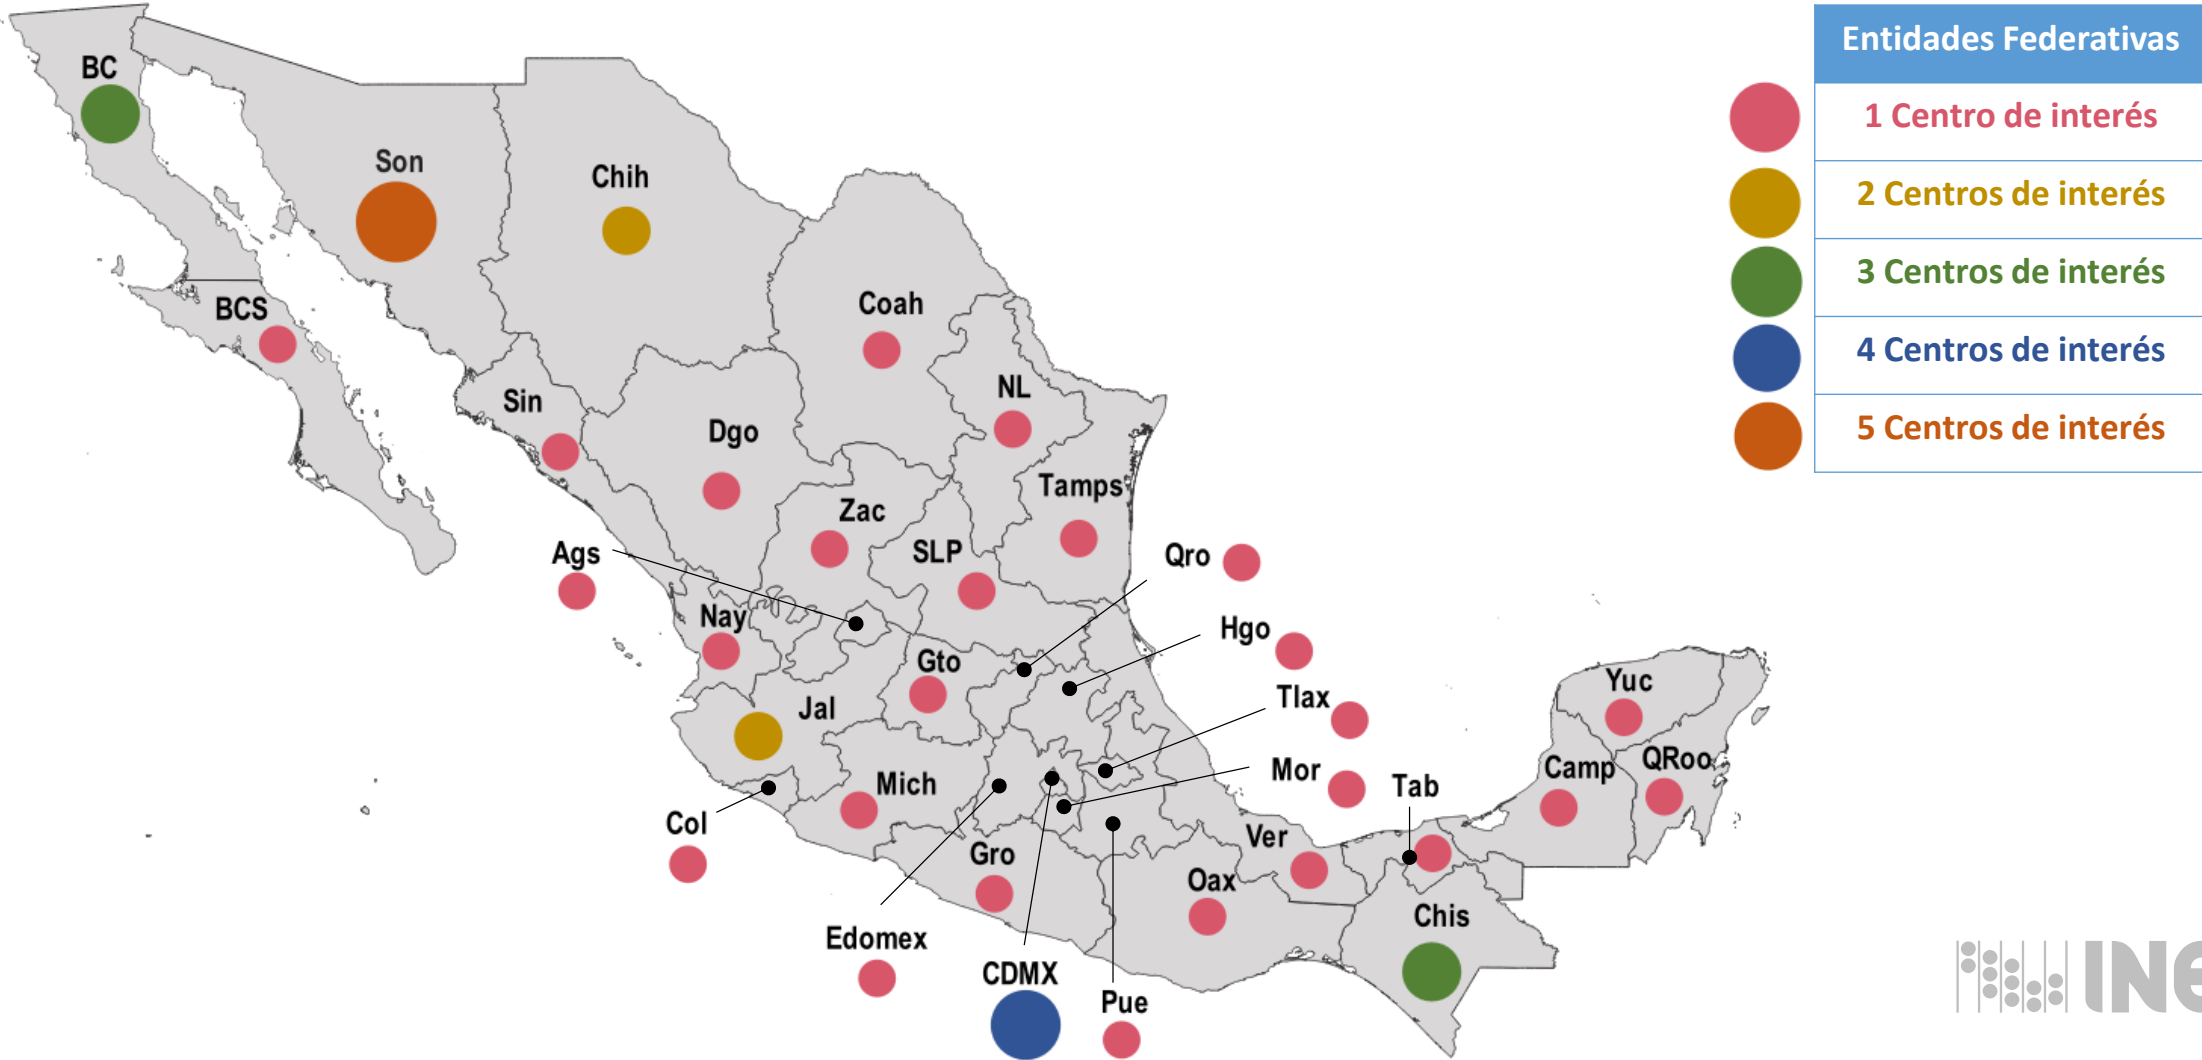 Entidades Federativas
1 Centro de interés
2 Centros de interés
3 Centros de interés
4 Centros de interés
5 Centros de interés
BC
Son
Chih
BCS
Coah
Sin
NL
Dgo
Tamps
Zac
Ags
SLP
Qro
Nay
Hgo
Gto
Tlax
Yuc
Jal
Mor
Camp
QRoo
Mich
Tab
Col
Ver
Gro
Oax
Chis
Edomex
CDMX
Pue